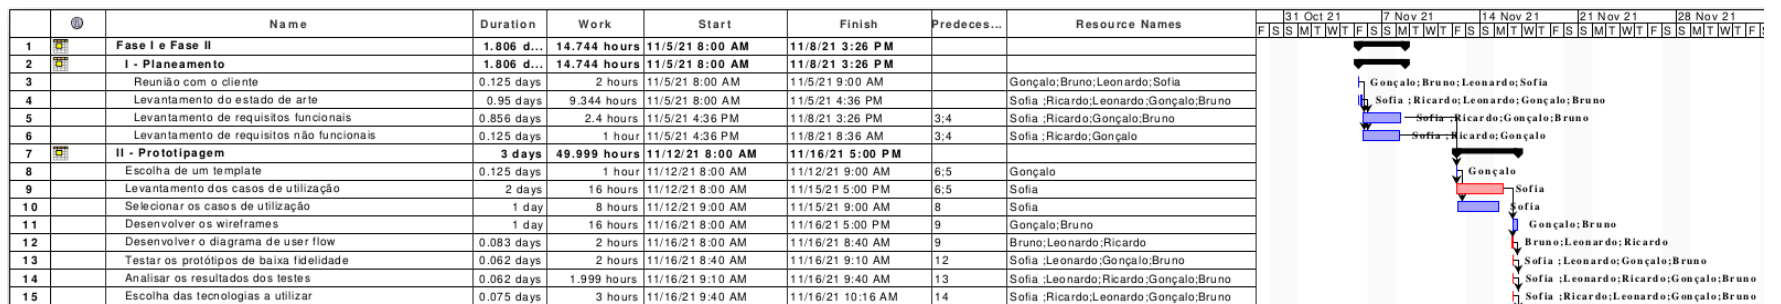 Name Duration Work Start Finish Predeces... Resource Names 31 Oct 21 7 Nov 21 14 Nov 21 21 Nov 21 28 Nov 21
F S S M T W T F S S M T W T F S S M T W T F S S M T W T F S S M T W T F
1 Fase I e Fase II 1.806 d... 14.744 hours 11/5/21 8:00 AM 11/8/21 3:26 PM
2 I - Planeamento 1.806 d... 14.744 hours 11/5/21 8:00 AM 11/8/21 3:26 PM
3 Reunião com o cliente 0.125 days 2 hours 11/5/21 8:00 AM 11/5/21 9:00 AM Gonçalo;Bruno;Leonardo;Sofia Gonçalo;Bruno;Leonardo;Sofia
4 Levantamento do estado de arte 0.95 days 9.344 hours 11/5/21 8:00 AM 11/5/21 4:36 PM Sofia ;Ricardo;Leonardo;Gonçalo;Bruno Sofia ;Ricardo;Leonardo;Gonçalo;Bruno
5 Levantamento de requisitos funcionais 0.856 days 2.4 hours 11/5/21 4:36 PM 11/8/21 3:26 PM 3;4 Sofia ;Ricardo;Gonçalo;Bruno Sofia ;Ricardo;Gonçalo;Bruno
6 Levantamento de requisitos não funcionais 0.125 days 1 hour 11/5/21 4:36 PM 11/8/21 8:36 AM 3;4 Sofia ;Ricardo;Gonçalo Sofia ;Ricardo;Gonçalo
7 II - Prototipagem 3 days 49.999 hours 11/12/21 8:00 AM 11/16/21 5:00 PM
8 Escolha de um template 0.125 days 1 hour 11/12/21 8:00 AM 11/12/21 9:00 AM 6;5 Gonçalo Gonçalo
9 Levantamento dos casos de utilização 2 days 16 hours 11/12/21 8:00 AM 11/15/21 5:00 PM 6;5 Sofia Sofia
10 Selecionar os casos de utilização 1 day 8 hours 11/12/21 9:00 AM 11/15/21 9:00 AM 8 Sofia Sofia
11 Desenvolver os wireframes 1 day 16 hours 11/16/21 8:00 AM 11/16/21 5:00 PM 9 Gonçalo;Bruno Gonçalo;Bruno
12 Desenvolver o diagrama de user flow 0.083 days 2 hours 11/16/21 8:00 AM 11/16/21 8:40 AM 9 Bruno;Leonardo;Ricardo Bruno;Leonardo;Ricardo
13 Testar os protótipos de baixa fidelidade 0.062 days 2 hours 11/16/21 8:40 AM 11/16/21 9:10 AM 12 Sofia ;Leonardo;Gonçalo;Bruno Sofia ;Leonardo;Gonçalo;Bruno
14 Analisar os resultados dos testes 0.062 days 1.999 hours 11/16/21 9:10 AM 11/16/21 9:40 AM 13 Sofia ;Leonardo;Ricardo;Gonçalo;Bruno Sofia ;Leonardo;Ricardo;Gonçalo;Bruno
15 Escolha das tecnologias a utilizar 0.075 days 3 hours 11/16/21 9:40 AM 11/16/21 10:16 AM 14 Sofia ;Ricardo;Leonardo;Gonçalo;Bruno Sofia ;Ricardo;Leonardo;Gonçalo;Bruno